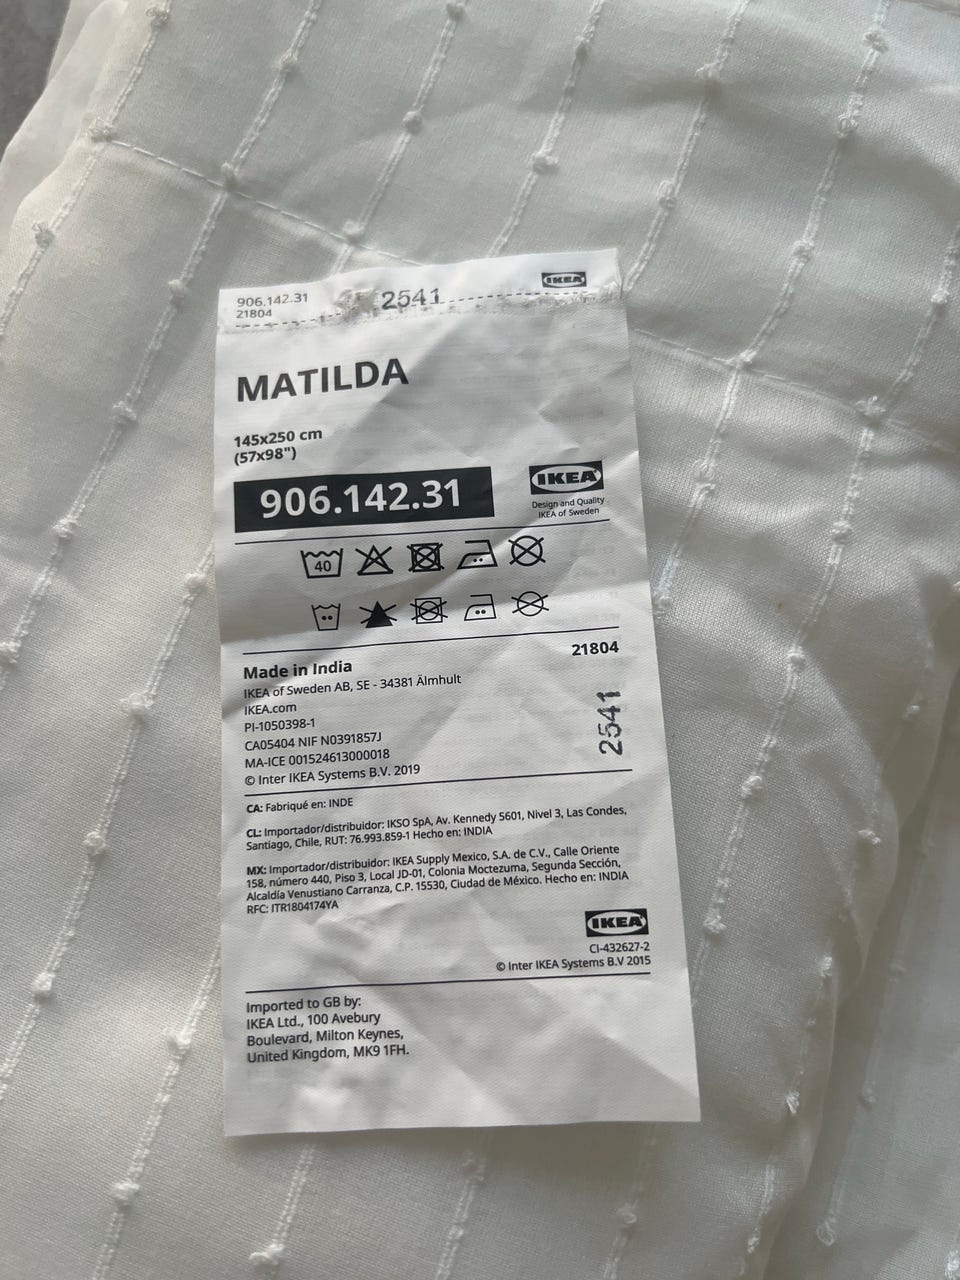 906.142.31
21804
2541
IKEA
MATILDA
145x250 cm
(57x98")
906.142.31
IKEA
Design and Quality
IKEA of Sweden
40
21804
Made in India
IKEA of Sweden AB, SE - 34381 Älmhult
IKEA.com
PI-1050398-1
CA05404 NIF N0391857J
MA-ICE 001524613000018
© Inter IKEA Systems B.V. 2019
2541
CA: Fabriqué en: INDE
CL: Importador/distribuidor: IKSO SpA, Av. Kennedy 5601, Nivel 3, Las Condes,
Santiago, Chile, RUT: 76.993.859-1 Hecho en: INDIA
MX: Importador/distribuidor: IKEA Supply Mexico, S.A. de C.V., Calle Oriente
158, número 440, Piso 3, Local JD-01, Colonia Moctezuma, Segunda Sección,
Alcaldía Venustiano Carranza, C.P. 15530, Ciudad de México. Hecho en: INDIA
RFC: ITR1804174YA
IKEA
CI-432627-2
© Inter IKEA Systems B.V 2015
Imported to GB by:
IKEA Ltd., 100 Avebury
Boulevard, Milton Keynes,
United Kingdom, MK9 1FH.